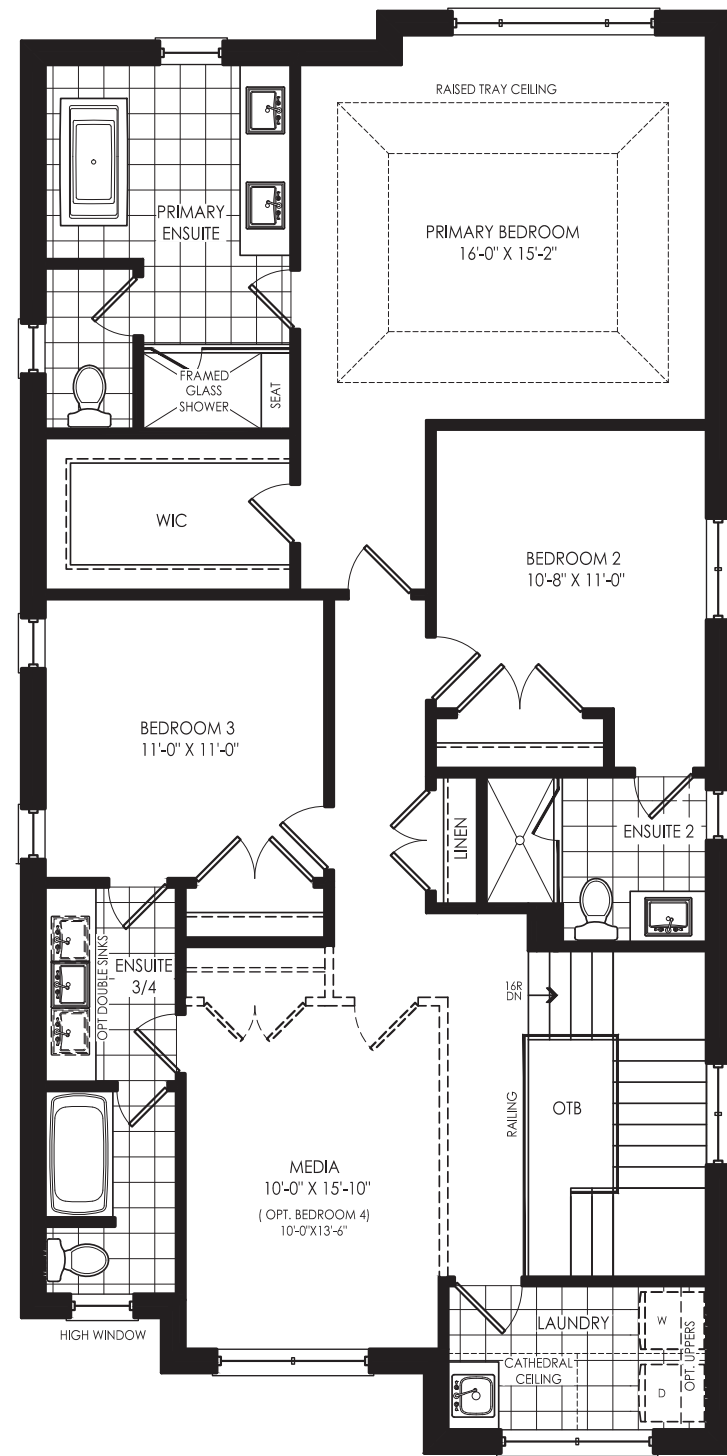 RAISED TRAY CEILING
PRIMARY
ENSUITE
PRIMARY BEDROOM
16'-0" X 15'-2"
FRAMED
GLASS
SHOWER
SEAT
WIC
BEDROOM 2
10'-8" X 11'-0"
BEDROOM 3
11'-0" X 11'-0"
LINEN
ENSUITE 2
OPT DOUBLE SINKS
ENSUITE
3/4
16R
DN
RAILING
OTB
MEDIA
10'-0" X 15'-10"
( OPT. BEDROOM 4)
10'-0"X13'-6"
HIGH WINDOW
LAUNDRY
W
CATHEDRAL
CEILING
D
OPT. UPPERS